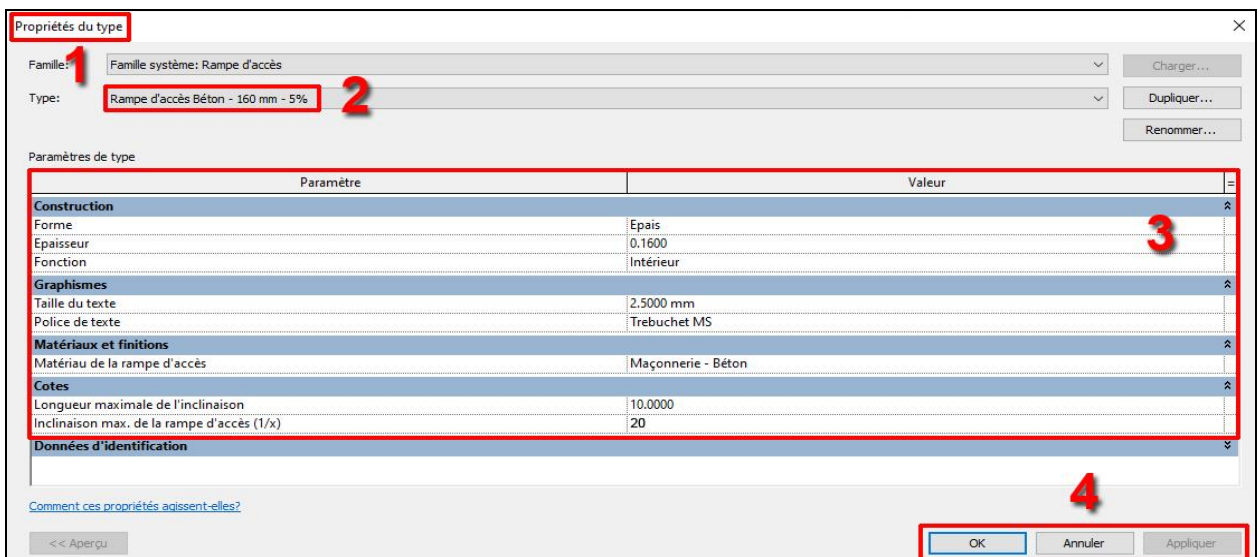 Propriétés du type
1
Famille: Famille système: Rampe d'accès Charger...
Type: Rampe d'accès Béton - 160 mm - 5% 2 Dupliquer...
Renommer...
Paramètres de type
Paramètre Valeur =
Construction
Forme Epais
3
Epaisseur 0.1600
Fonction Intérieur
Graphismes
Taille du texte 2.5000 mm
Police de texte Trebuchet MS
Matériaux et finitions
Matériau de la rampe d'accès Maçonnerie - Béton
Cotes
Longueur maximale de l'inclinaison 10.0000
Inclinaison max. de la rampe d'accès (1/x) 20
Données d'identification
4
Comment ces propriétés agissent-elles?
<< Aperçu OK Annuler Appliquer